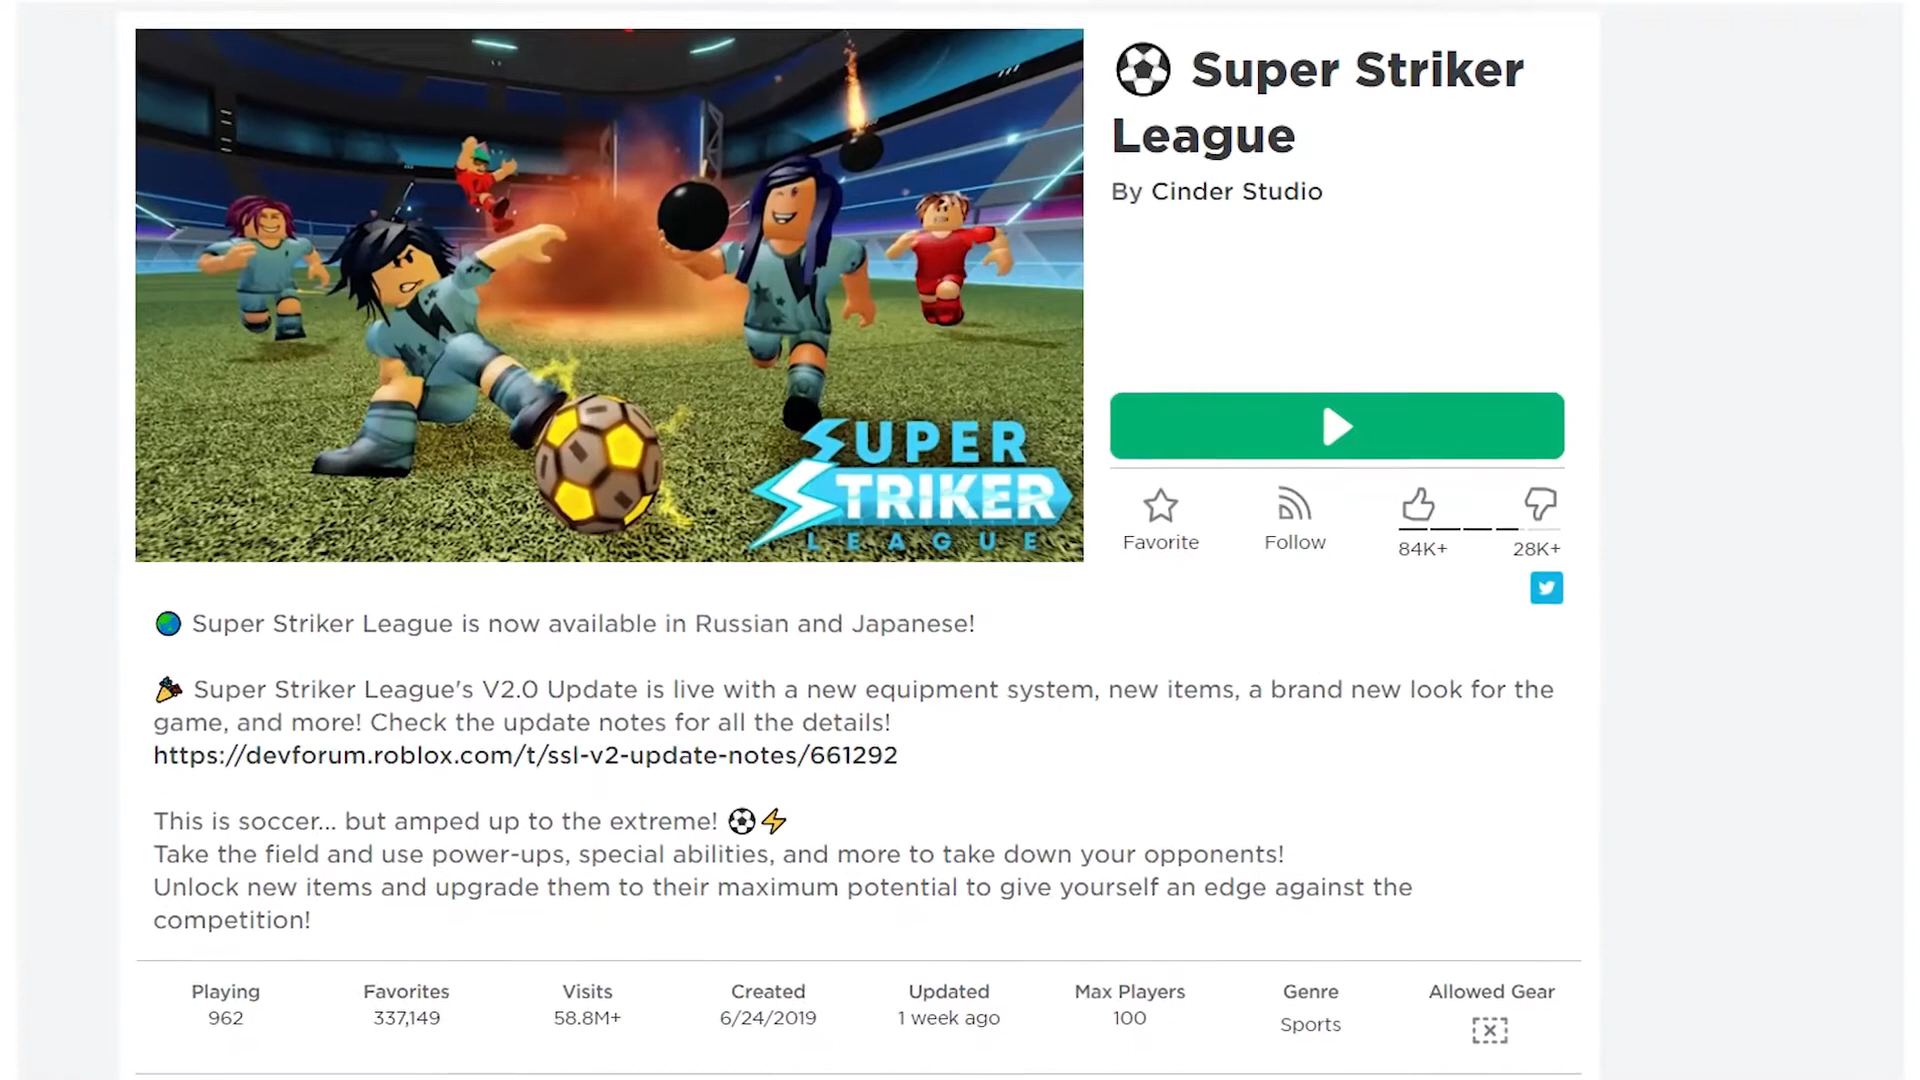 SUPER
STRIKER
LEAGUE
⚽ Super Striker
League
By Cinder Studio
Favorite
Follow
84K+
28K+
🌏 Super Striker League is now available in Russian and Japanese!
🎉 Super Striker League's V2.0 Update is live with a new equipment system, new items, a brand new look for the
game, and more! Check the update notes for all the details!
https://devforum.roblox.com/t/ssl-v2-update-notes/661292
This is soccer... but amped up to the extreme! ⚽⚡
Take the field and use power-ups, special abilities, and more to take down your opponents!
Unlock new items and upgrade them to their maximum potential to give yourself an edge against the
competition!
Playing Favorites Visits Created Updated Max Players Genre Allowed Gear
962 337,149 58.8M+ 6/24/2019 1 week ago 100 Sports